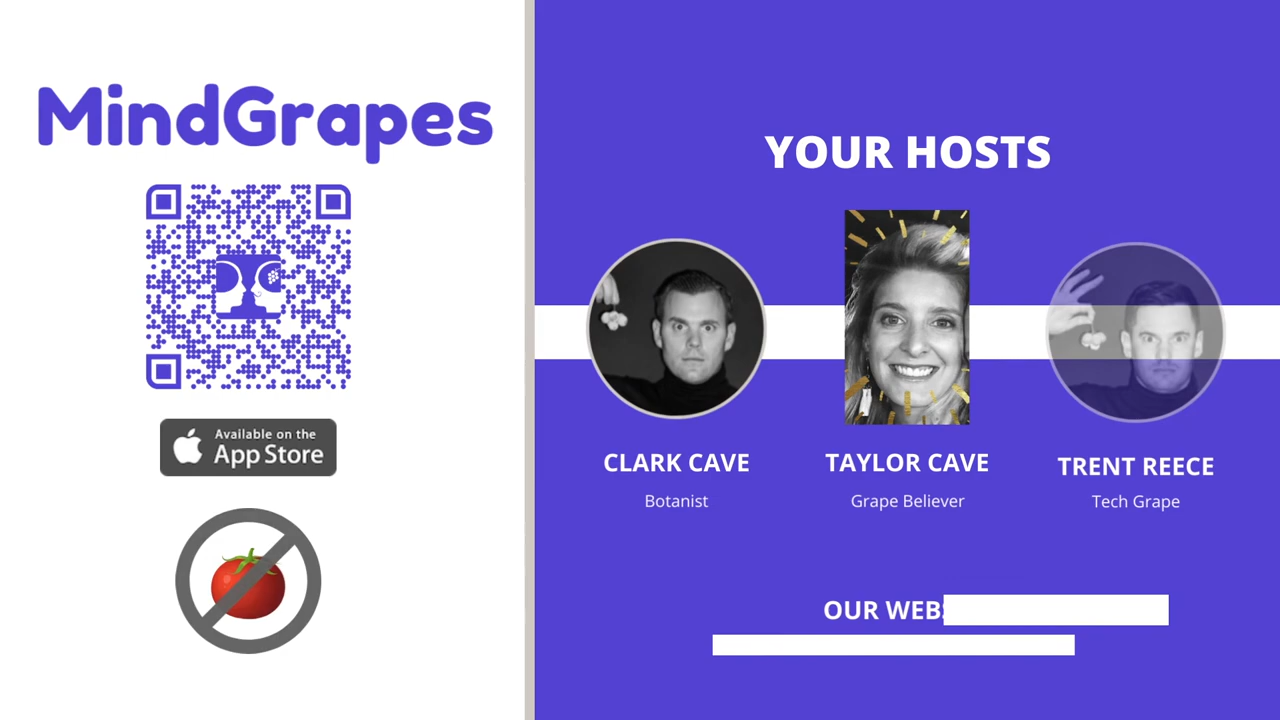 MindGrapes
Available on the
App Store
YOUR HOSTS
CLARK CAVE
Botanist
TAYLOR CAVE
Grape Believer
TRENT REECE
Tech Grape
OUR